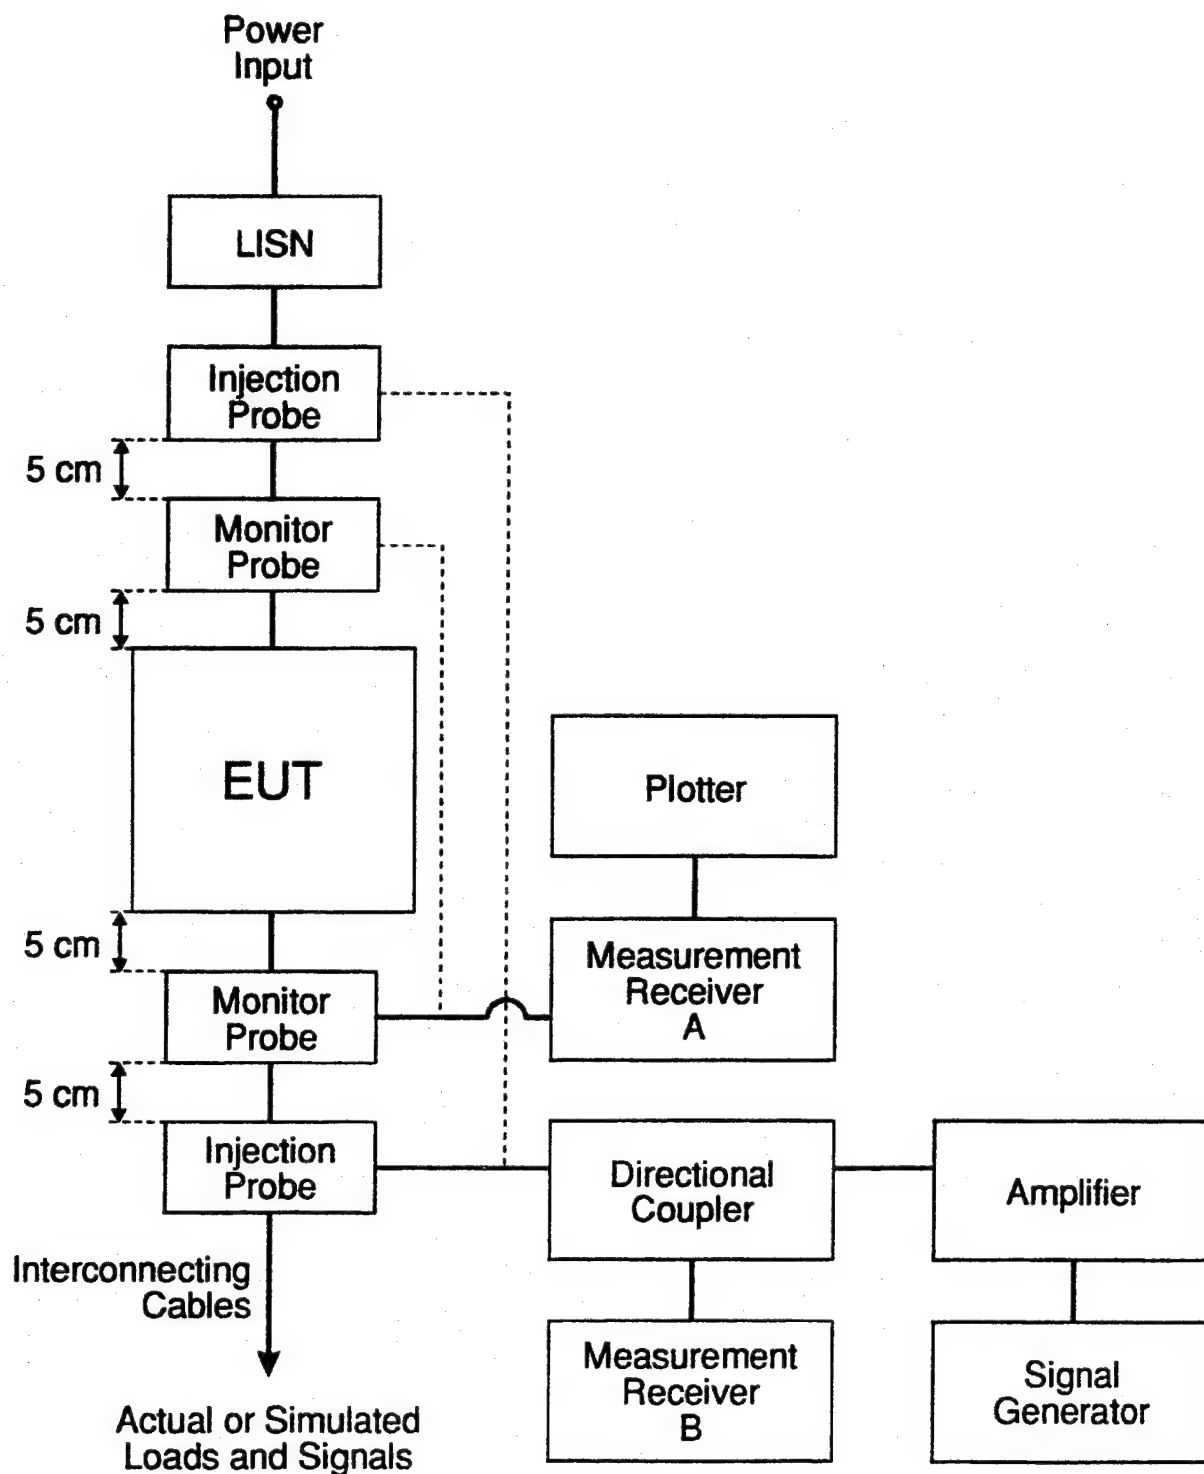 Power
Input
LISN
Injection
Probe
5 cm
Monitor
Probe
5 cm
EUT
Plotter
5 cm
Measurement
Receiver
A
Monitor
Probe
5 cm
Injection
Probe
Directional
Coupler
Amplifier
Interconnecting
Cables
Measurement
Receiver
B
Signal
Generator
Actual or Simulated
Loads and Signals